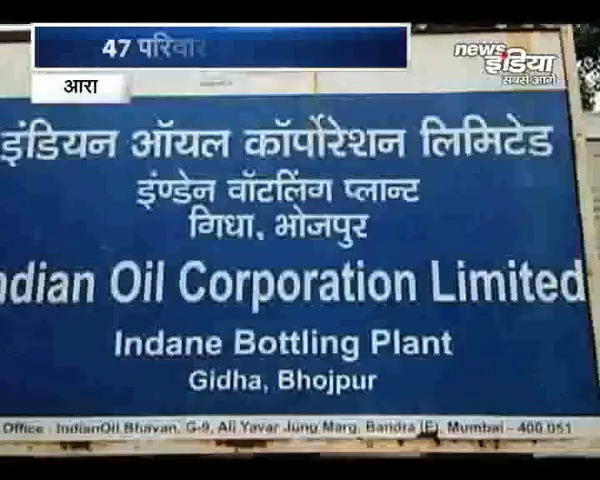 47 परिवार
news
इंडिया
सबसे आगे
आरा
इंडियन ऑयल कॉर्पोरेशन लिमिटेड
इंण्डेन वॉटलिंग प्लान्ट
गिधा, भोजपुर
ndian Oil Corporation Limited
Indane Bottling Plant
Gidha, Bhojpur
Office : IndianOil Bhavan, G-9, Ali Yavar Jung Marg, Bandra (E), Mumbai - 400 051